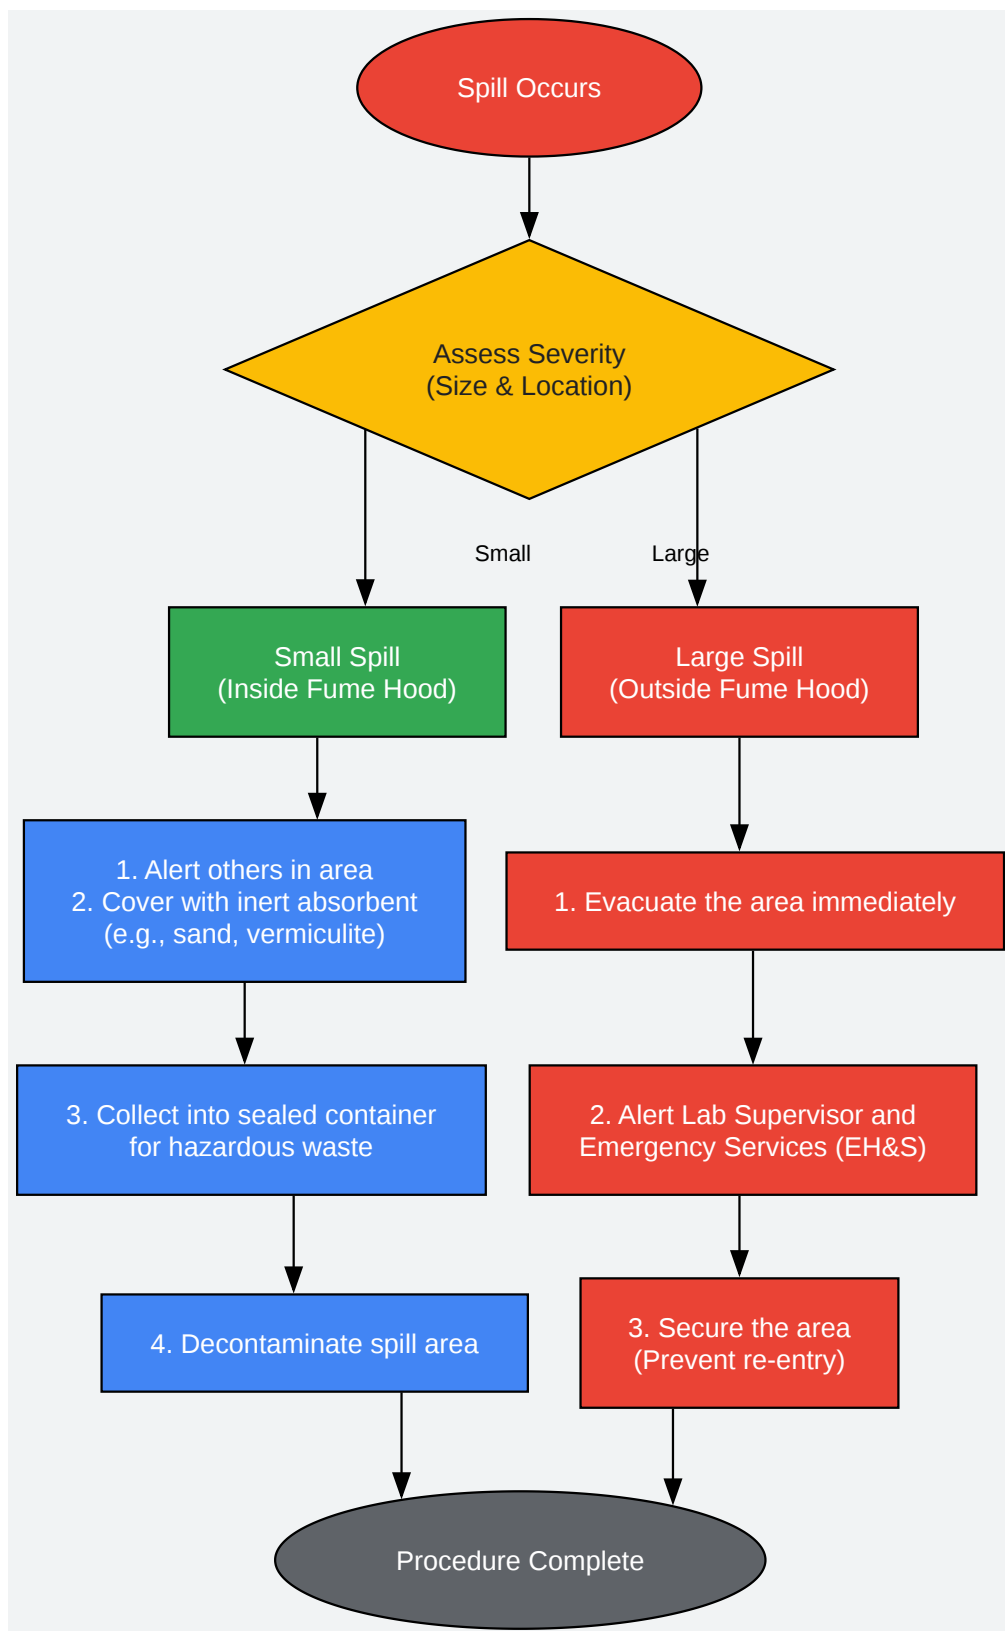 Spill Occurs
Assess Severity
(Size & Location)
Small
Large
Small Spill
(Inside Fume Hood)
Large Spill
(Outside Fume Hood)
1. Alert others in area
2. Cover with inert absorbent
(e.g., sand, vermiculite)
1. Evacuate the area immediately
3. Collect into sealed container
for hazardous waste
2. Alert Lab Supervisor and
Emergency Services (EH&S)
4. Decontaminate spill area
3. Secure the area
(Prevent re-entry)
Procedure Complete